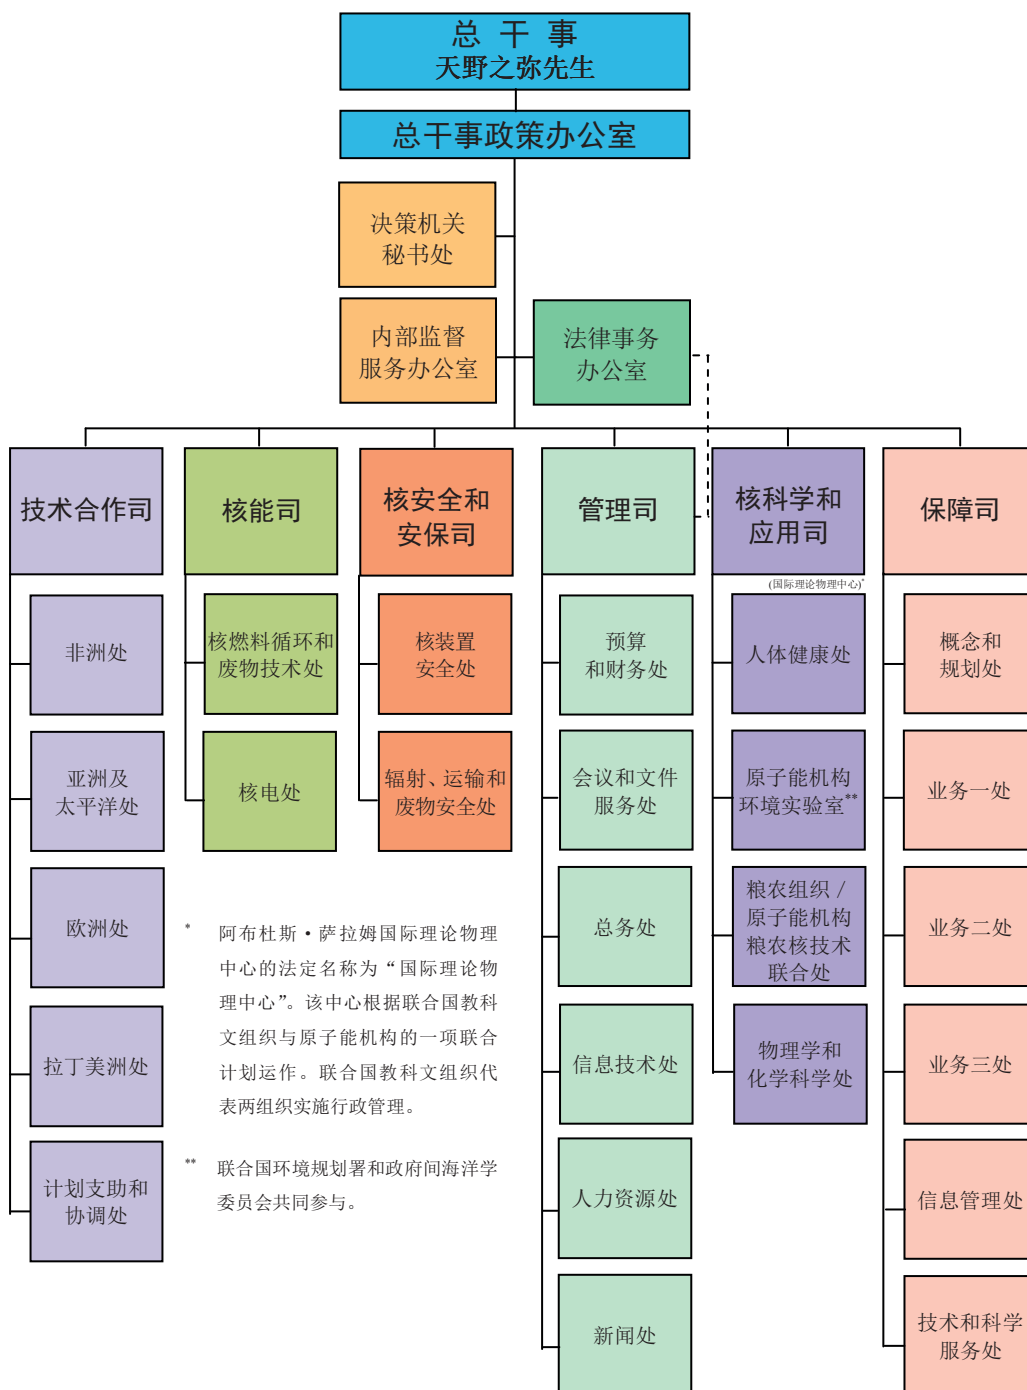 总 干 事
天野之弥先生
总干事政策办公室
决策机关
秘书处
内部监督
服务办公室
法律事务
办公室
技术合作司
非洲处
亚洲及
太平洋处
欧洲处
拉丁美洲处
计划支助和
协调处
核能司
核燃料循环和
废物技术处
核电处
核安全和
安保司
核装置
安全处
辐射、运输和
废物安全处
管理司
预算
和财务处
会议和文件
服务处
总务处
信息技术处
人力资源处
新闻处
核科学和
应用司
(国际理论物理中心)*
人体健康处
原子能机构
环境实验室**
粮农组织 /
原子能机构
粮农核技术
联合处
物理学和
化学科学处
保障司
概念和
规划处
业务一处
业务二处
业务三处
信息管理处
技术和科学
服务处
* 阿布杜斯·萨拉姆国际理论物理
中心的法定名称为“国际理论物
理中心”。该中心根据联合国教科
文组织与原子能机构的一项联合
计划运作。联合国教科文组织代
表两组织实施行政管理。
** 联合国环境规划署和政府间海洋学
委员会共同参与。